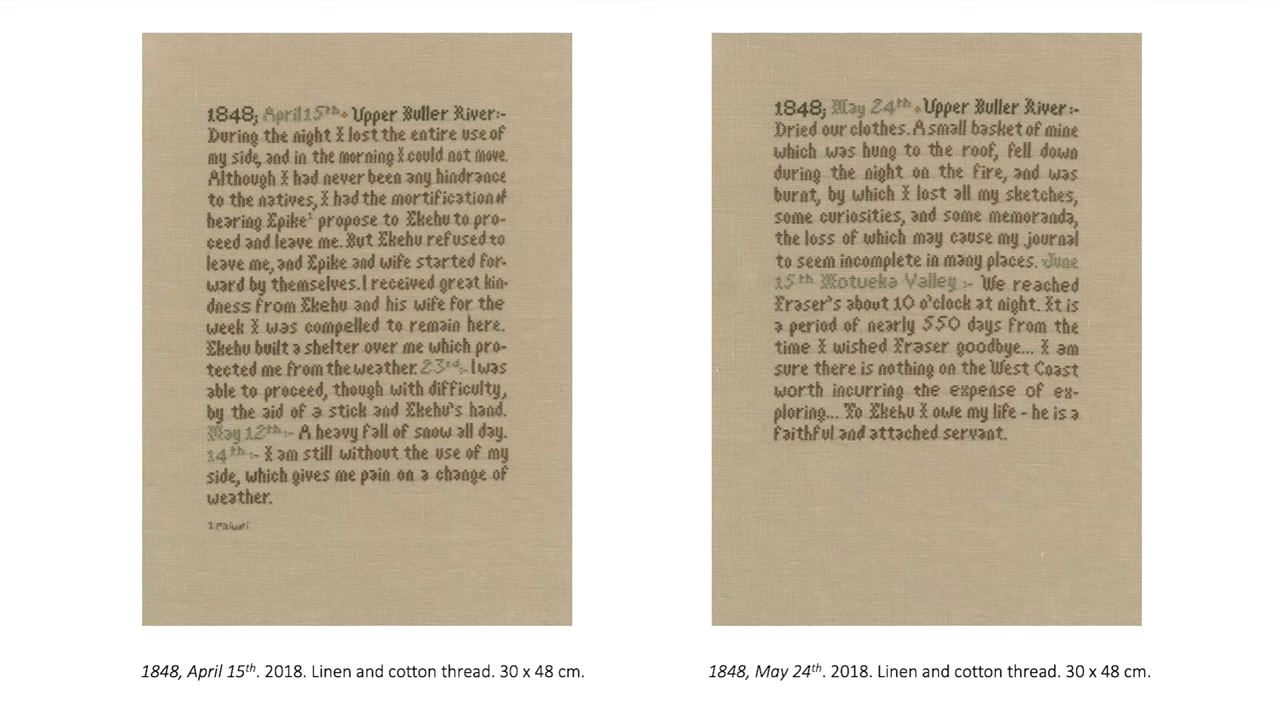 1848; April 15th • Upper Buller River:-
During the night I lost the entire use of
my side, and in the morning I could not move.
Although I had never been any hindrance
to the natives, I had the mortification of
hearing Epike¹ propose to Ekehu to pro-
ceed and leave me. But Ekehu refused to
leave me, and Epike and wife started for-
ward by themselves. I received great kin-
dness from Ekehu and his wife for the
week I was compelled to remain here.
Ekehu built a shelter over me which pro-
tected me from the weather. 23rd:- I was
able to proceed, though with difficulty,
by the aid of a stick and Ekehu's hand.
May 12th:- A heavy fall of snow all day.
14th:- I am still without the use of my
side, which gives me pain on a change of
weather.
1 Paiwati
1848, April 15th. 2018. Linen and cotton thread. 30 x 48 cm.
1848; May 24th • Upper Buller River:-
Dried our clothes. A small basket of mine
which was hung to the roof, fell down
during the night on the fire, and was
burnt, by which I lost all my sketches,
some curiosities, and some memoranda,
the loss of which may cause my journal
to seem incomplete in many places. June
15th Motueka Valley :- We reached
Fraser's about 10 o'clock at night. It is
a period of nearly 550 days from the
time I wished Fraser goodbye... I am
sure there is nothing on the West Coast
worth incurring the expense of ex-
ploring... To Ekehu I owe my life - he is a
faithful and attached servant.
1848, May 24th. 2018. Linen and cotton thread. 30 x 48 cm.